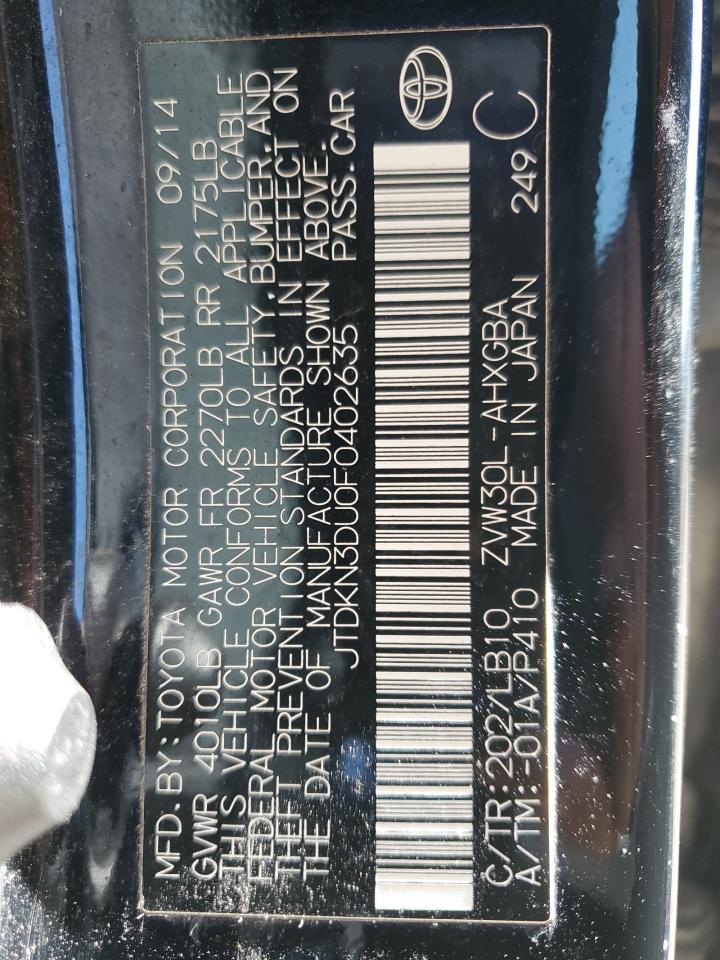 MFD.BY:TOYOTA MOTOR CORPORATION 09/14
GVWR 4010LB GAWR FR 2270LB RR 2175LB
THIS VEHICLE CONFORMS TO ALL APPLICABLE
FEDERAL MOTOR VEHICLE SAFETY,BUMPER,AND
THEFT PREVENTION STANDARDS IN EFFECT ON
THE DATE OF MANUFACTURE SHOWN ABOVE.
JTDKN3DU0F0402635 PASS.CAR
C/TR:202/LB10 ZVW30L-AHXGBA
A/TM:-01A/P410 MADE IN JAPAN 249 C